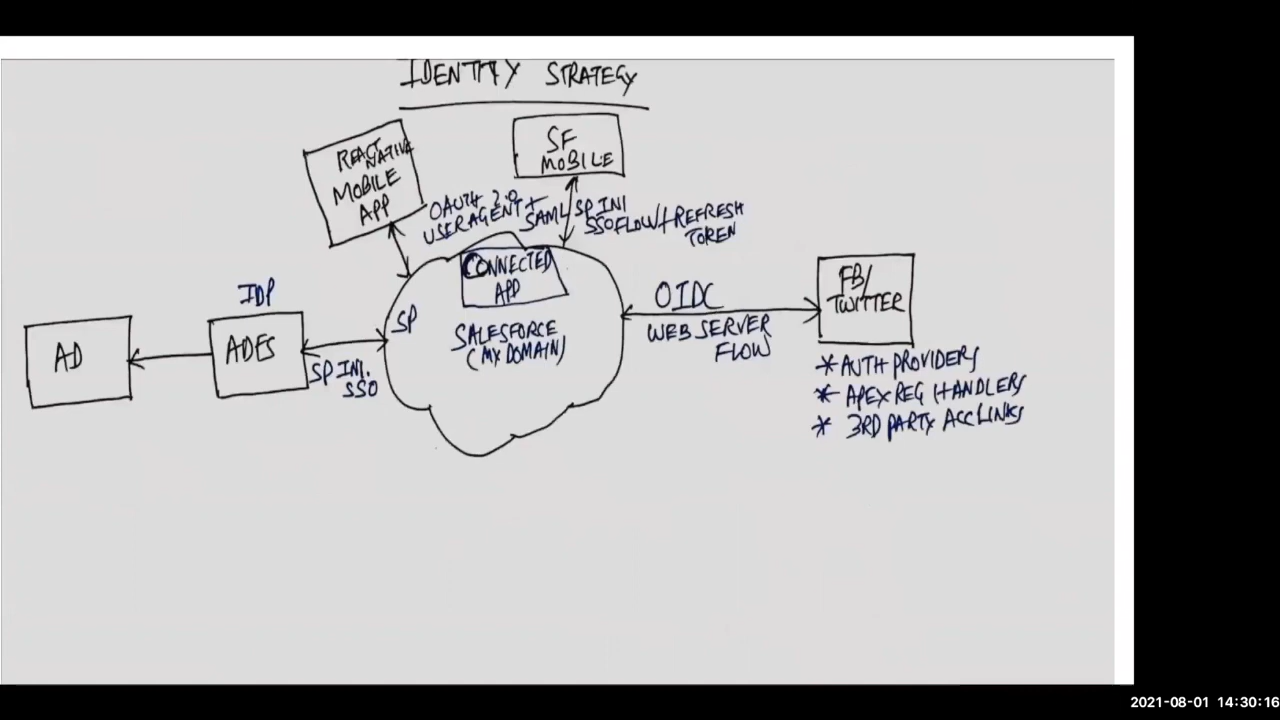 IDENTITY STRATEGY
REACT NATIVE
MOBILE
APP
SF
MOBILE
OAUTH 2.0
USERAGENT +
SAML SP INI
SSO FLOW / + REFRESH
TOKEN
CONNECTED
APP
SALESFORCE
(MY DOMAIN)
SP
IDP
ADFS
AD
SP INI.
SSO
OIDC
WEB SERVER
FLOW
FB/
TWITTER
* AUTH PROVIDERS
* APEX REG HANDLERS
* 3RD PARTY ACC LINKS
2021-08-01 14:30:16